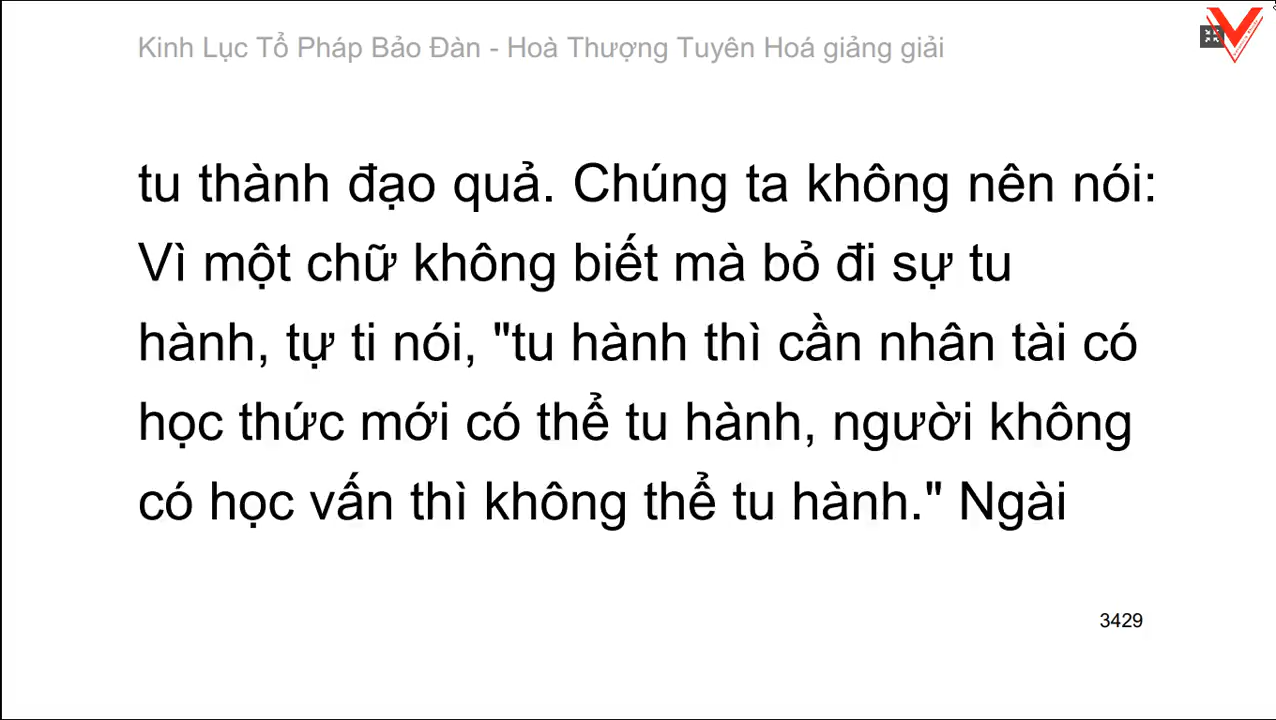 Kinh Lục Tổ Pháp Bảo Đàn - Hoà Thượng Tuyên Hoá giảng giải
tu thành đạo quả. Chúng ta không nên nói:
Vì một chữ không biết mà bỏ đi sự tu
hành, tự ti nói, "tu hành thì cần nhân tài có
học thức mới có thể tu hành, người không
có học vấn thì không thể tu hành." Ngài
3429